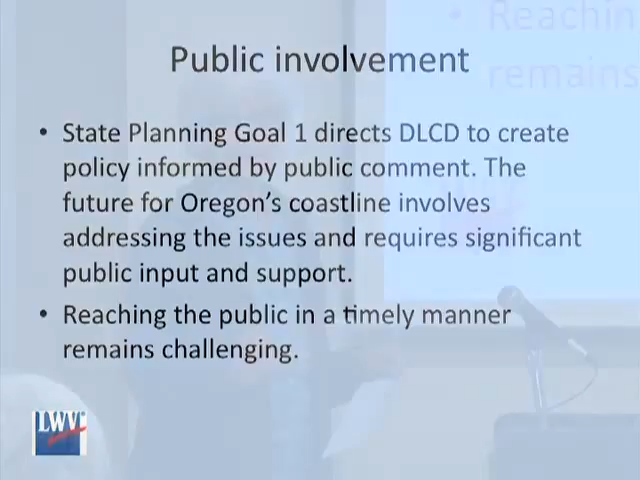 Reachin
remains
Public involvement
• State Planning Goal 1 directs DLCD to create
policy informed by public comment. The
future for Oregon's coastline involves
addressing the issues and requires significant
public input and support.
• Reaching the public in a timely manner
remains challenging.
LWV